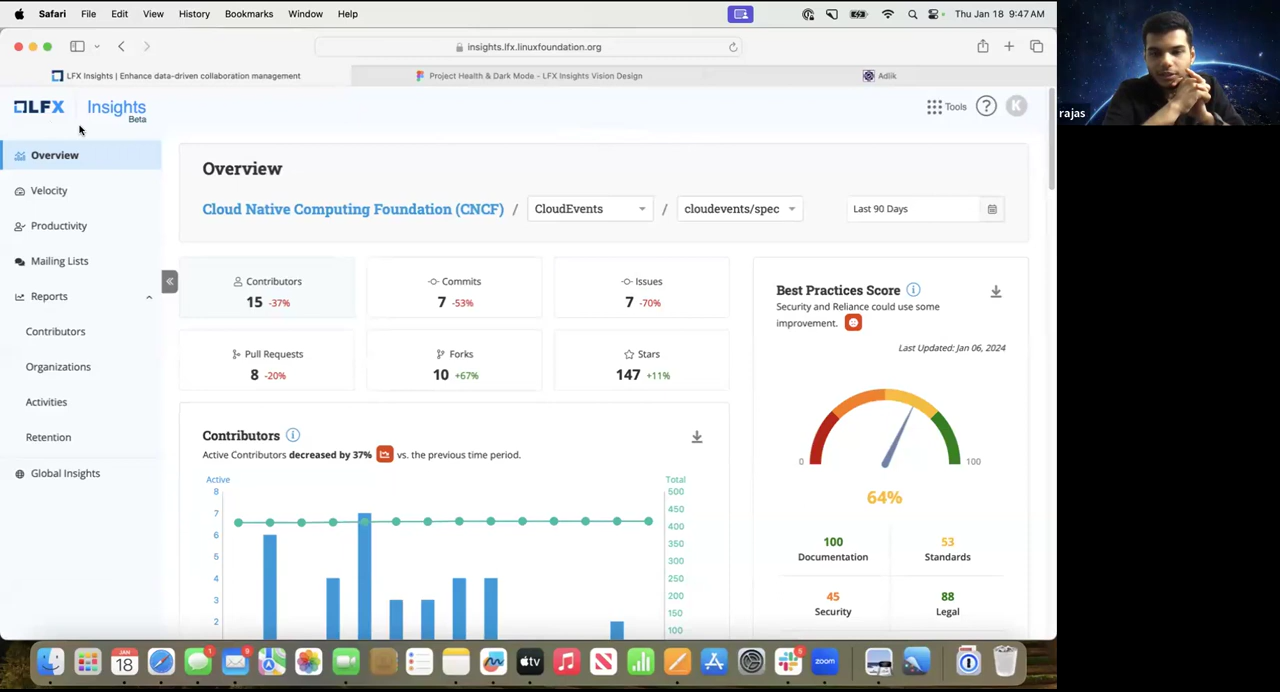 Safari File Edit View History Bookmarks Window Help Thu Jan 18 9:47 AM
insights.lfx.linuxfoundation.org
LFX Insights | Enhance data-driven collaboration management
Project Health & Dark Mode - LFX Insights Vision Design
Adlik
LFX Insights
Beta
Tools ? K
rajas
Overview
Velocity
Productivity
Mailing Lists
Reports
Contributors
Organizations
Activities
Retention
Global Insights
Overview
Cloud Native Computing Foundation (CNCF) / CloudEvents / cloudevents/spec Last 90 Days
Contributors
15 -37%
Commits
7 -53%
Issues
7 -70%
Pull Requests
8 -20%
Forks
10 +67%
Stars
147 +11%
Contributors
Active Contributors decreased by 37% vs. the previous time period.
Active
8
7
6
5
4
3
2
Total
500
450
400
350
300
250
200
150
100
Best Practices Score
Security and Reliance could use some
improvement.
Last Updated: Jan 06, 2024
0
100
64%
100
Documentation
53
Standards
45
Security
88
Legal
JAN
18
1
9
tv
5
zoom